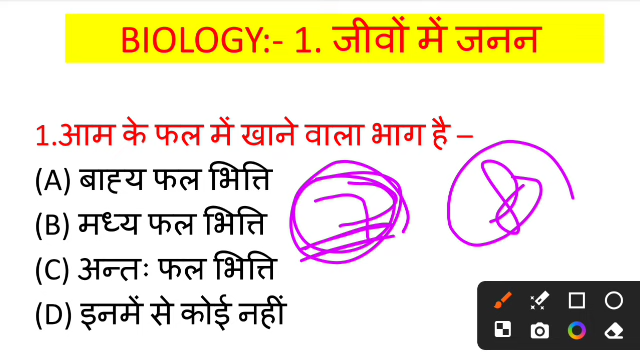 BIOLOGY:- 1. जीवों में जनन
1.आम के फल में खाने वाला भाग है –
(A) बाह्य फल भित्ति
(B) मध्य फल भित्ति
(C) अन्तः फल भित्ति
(D) इनमें से कोई नहीं